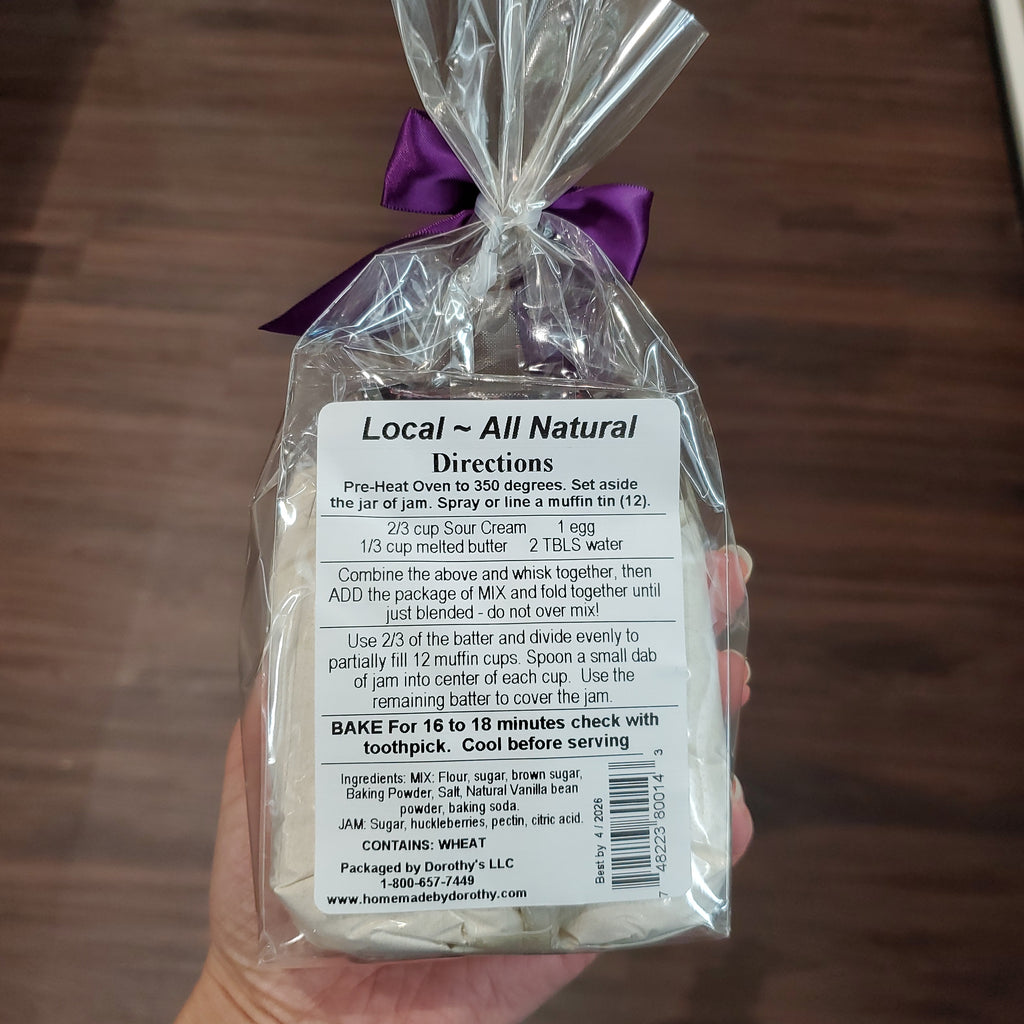 Local ~ All Natural
Directions
Pre-Heat Oven to 350 degrees. Set aside
the jar of jam. Spray or line a muffin tin (12).
2/3 cup Sour Cream 1 egg
1/3 cup melted butter 2 TBLS water
Combine the above and whisk together, then
ADD the package of MIX and fold together until
just blended - do not over mix!
Use 2/3 of the batter and divide evenly to
partially fill 12 muffin cups. Spoon a small dab
of jam into center of each cup. Use the
remaining batter to cover the jam.
BAKE For 16 to 18 minutes check with
toothpick. Cool before serving
Ingredients: MIX: Flour, sugar, brown sugar,
Baking Powder, Salt, Natural Vanilla bean
powder, baking soda.
JAM: Sugar, huckleberries, pectin, citric acid.
CONTAINS: WHEAT
Packaged by Dorothy's LLC
1-800-657-7449
www.homemadebydorothy.com
Best by 4 / 2026
7 48223 80014 3